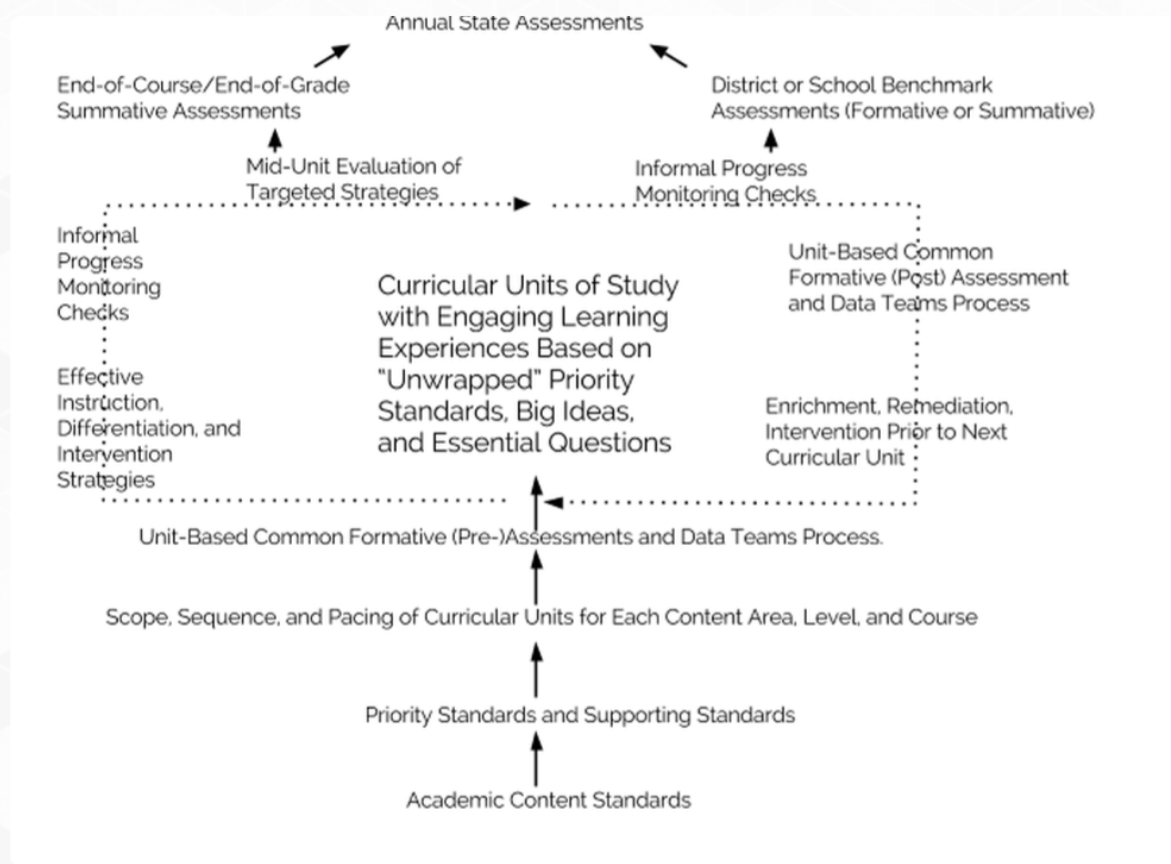 Annual State Assessments
End-of-Course/End-of-Grade
Summative Assessments
District or School Benchmark
Assessments (Formative or Summative)
Mid-Unit Evaluation of
Targeted Strategies
Informal Progress
Monitoring Checks
Informal
Progress
Monitoring
Checks
Unit-Based Common
Formative (Post) Assessment
and Data Teams Process
Curricular Units of Study
with Engaging Learning
Experiences Based on
"Unwrapped" Priority
Standards, Big Ideas,
and Essential Questions
Effective
Instruction,
Differentiation, and
Intervention
Strategies
Enrichment, Remediation,
Intervention Prior to Next
Curricular Unit
Unit-Based Common Formative (Pre-)Assessments and Data Teams Process.
Scope, Sequence, and Pacing of Curricular Units for Each Content Area, Level, and Course
Priority Standards and Supporting Standards
Academic Content Standards